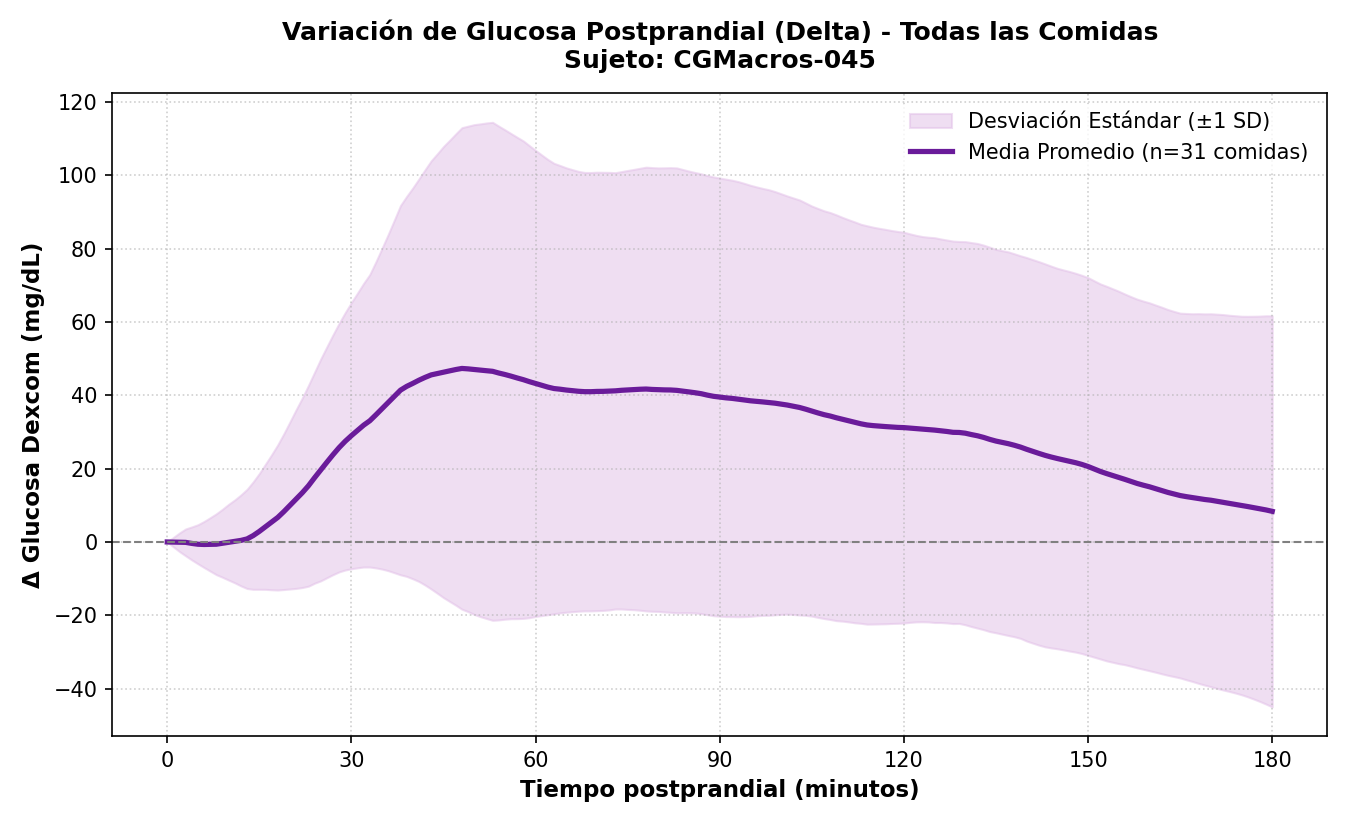 Variación de Glucosa Postprandial (Delta) - Todas las Comidas
Sujeto: CGMacros-045
Desviación Estándar (±1 SD)
Media Promedio (n=31 comidas)
Δ Glucosa Dexcom (mg/dL)
120
100
80
60
40
20
0
−20
−40
0 30 60 90 120 150 180
Tiempo postprandial (minutos)